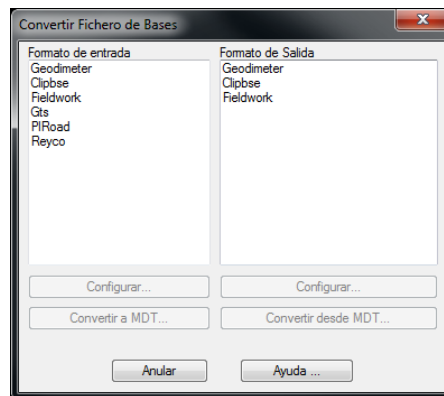 Convertir Fichero de Bases
Formato de entrada
Geodimeter
Clipbse
Fieldwork
Gts
PIRoad
Reyco
Formato de Salida
Geodimeter
Clipbse
Fieldwork
Configurar...
Configurar...
Convertir a MDT...
Convertir desde MDT...
Anular
Ayuda ...